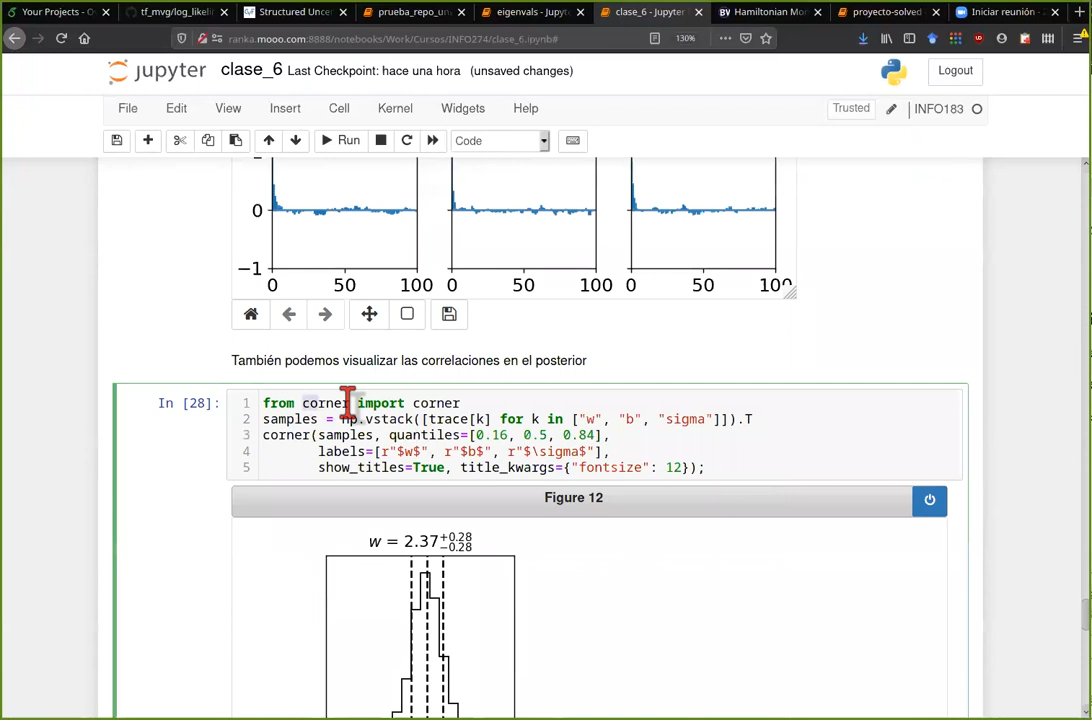 Your Projects - O
tf_mvg/log_likeli
Structured Uncer
prueba_repo_un
eigenvals - Jupyte
clase_6 - Jupyter
Hamiltonian Mon
proyecto-solved
Iniciar reunión -
ranka.mooo.com:8888/notebooks/Work/Cursos/INFO274/clase_6.ipynb#
130%
jupyter clase_6 Last Checkpoint: hace una hora (unsaved changes)
Logout
File Edit View Insert Cell Kernel Widgets Help
Trusted
INFO183
Run
Code
0
−1
0 50 100 0 50 100 0 50 100
También podemos visualizar las correlaciones en el posterior
In [28]:
1 from corner import corner
2 samples = np.vstack([trace[k] for k in ["w", "b", "sigma"]]).T
3 corner(samples, quantiles=[0.16, 0.5, 0.84],
4 labels=[r"$w$", r"$b$", r"$\sigma$"],
5 show_titles=True, title_kwargs={"fontsize": 12});
Figure 12
w = 2.37+0.28−0.28